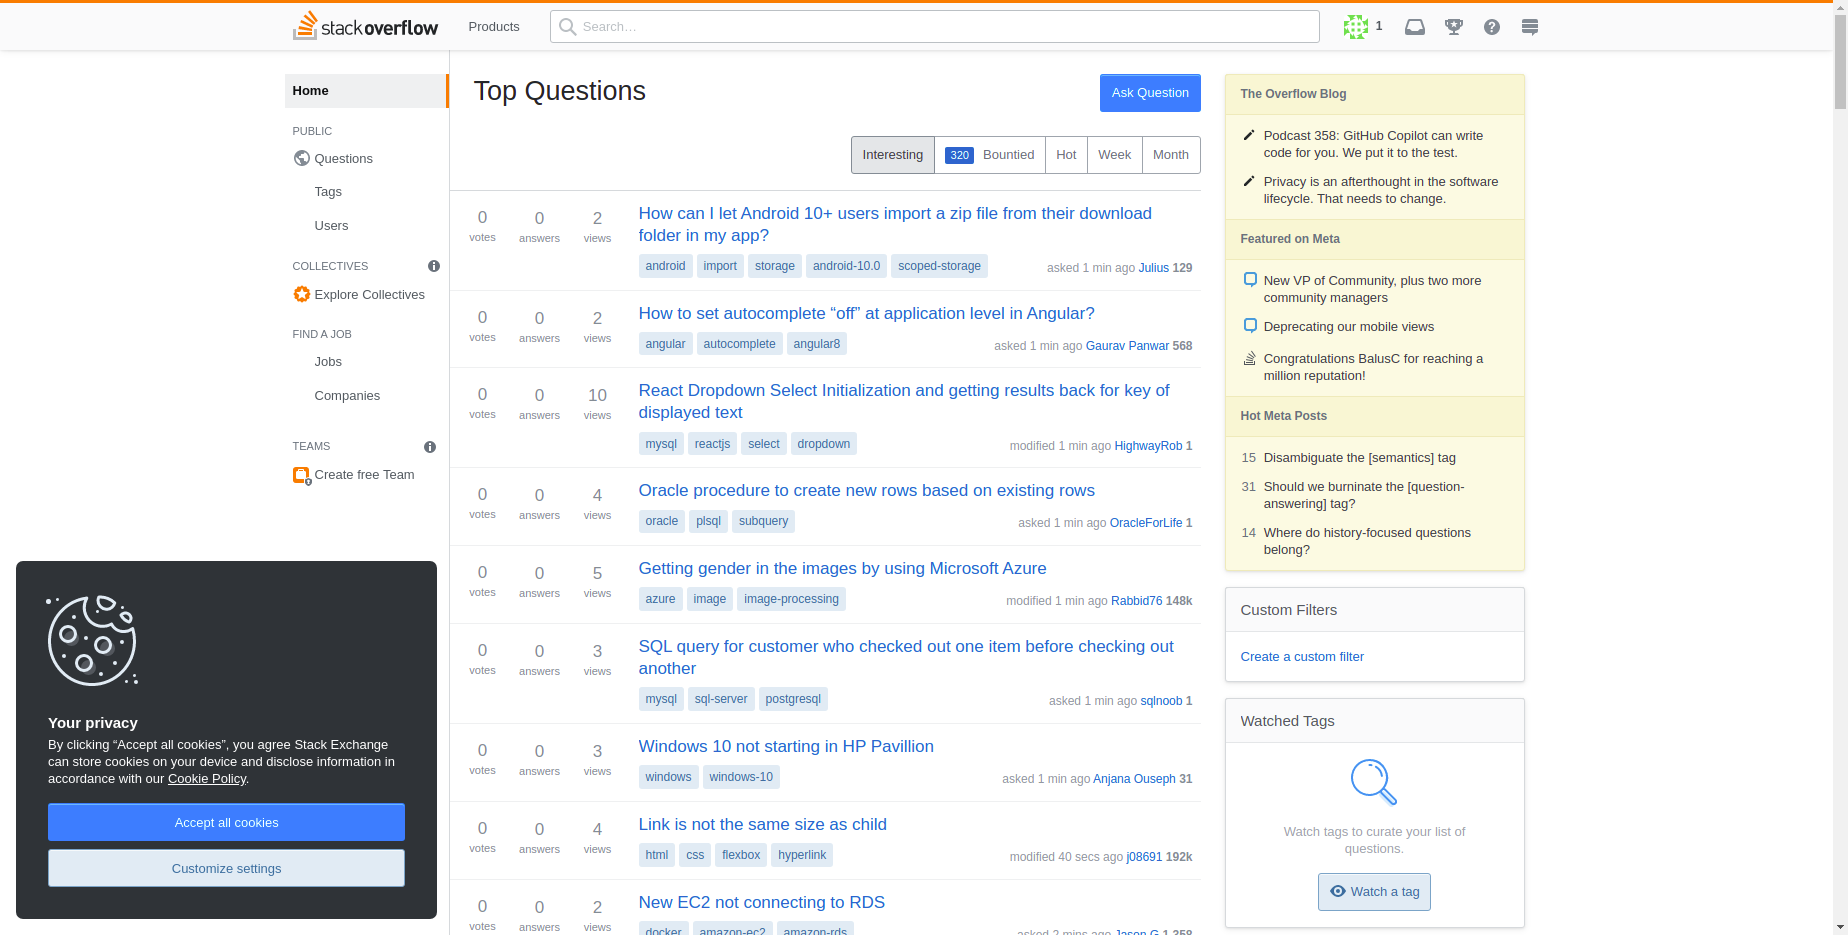 stackoverflow
Products
Search…
1
Home
PUBLIC
Questions
Tags
Users
COLLECTIVES
Explore Collectives
FIND A JOB
Jobs
Companies
TEAMS
Create free Team
Your privacy
By clicking “Accept all cookies”, you agree Stack Exchange
can store cookies on your device and disclose information in
accordance with our Cookie Policy.
Accept all cookies
Customize settings
Top Questions
Ask Question
Interesting 320 Bountied Hot Week Month
0 votes 0 answers 2 views
How can I let Android 10+ users import a zip file from their download
folder in my app?
android import storage android-10.0 scoped-storage
asked 1 min ago Julius 129
0 votes 0 answers 2 views
How to set autocomplete “off” at application level in Angular?
angular autocomplete angular8
asked 1 min ago Gaurav Panwar 568
0 votes 0 answers 10 views
React Dropdown Select Initialization and getting results back for key of
displayed text
mysql reactjs select dropdown
modified 1 min ago HighwayRob 1
0 votes 0 answers 4 views
Oracle procedure to create new rows based on existing rows
oracle plsql subquery
asked 1 min ago OracleForLife 1
0 votes 0 answers 5 views
Getting gender in the images by using Microsoft Azure
azure image image-processing
modified 1 min ago Rabbid76 148k
0 votes 0 answers 3 views
SQL query for customer who checked out one item before checking out
another
mysql sql-server postgresql
asked 1 min ago sqlnoob 1
0 votes 0 answers 3 views
Windows 10 not starting in HP Pavillion
windows windows-10
asked 1 min ago Anjana Ouseph 31
0 votes 0 answers 4 views
Link is not the same size as child
html css flexbox hyperlink
modified 40 secs ago j08691 192k
0 votes 0 answers 2 views
New EC2 not connecting to RDS
docker amazon-ec2 amazon-rds
asked 2 mins ago Jason G 1,358
The Overflow Blog
Podcast 358: GitHub Copilot can write
code for you. We put it to the test.
Privacy is an afterthought in the software
lifecycle. That needs to change.
Featured on Meta
New VP of Community, plus two more
community managers
Deprecating our mobile views
Congratulations BalusC for reaching a
million reputation!
Hot Meta Posts
15 Disambiguate the [semantics] tag
31 Should we burninate the [question-
answering] tag?
14 Where do history-focused questions
belong?
Custom Filters
Create a custom filter
Watched Tags
Watch tags to curate your list of
questions.
Watch a tag